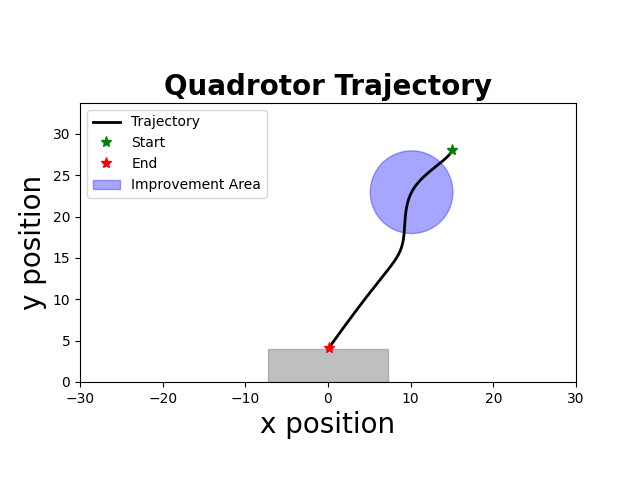 Quadrotor Trajectory
Trajectory
Start
End
Improvement Area
30
25
20
15
10
5
0
y position
−30
−20
−10
0
10
20
30
x position